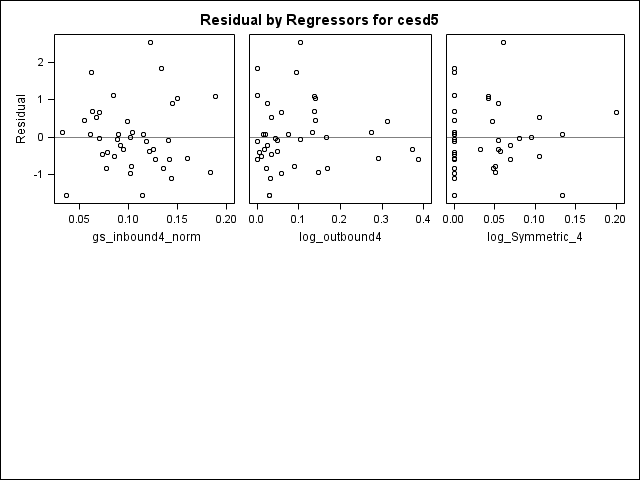 Residual by Regressors for cesd5
Residual
2
1
0
-1
0.05 0.10 0.15 0.20
0.0 0.1 0.2 0.3 0.4
0.00 0.05 0.10 0.15 0.20
gs_inbound4_norm
log_outbound4
log_Symmetric_4